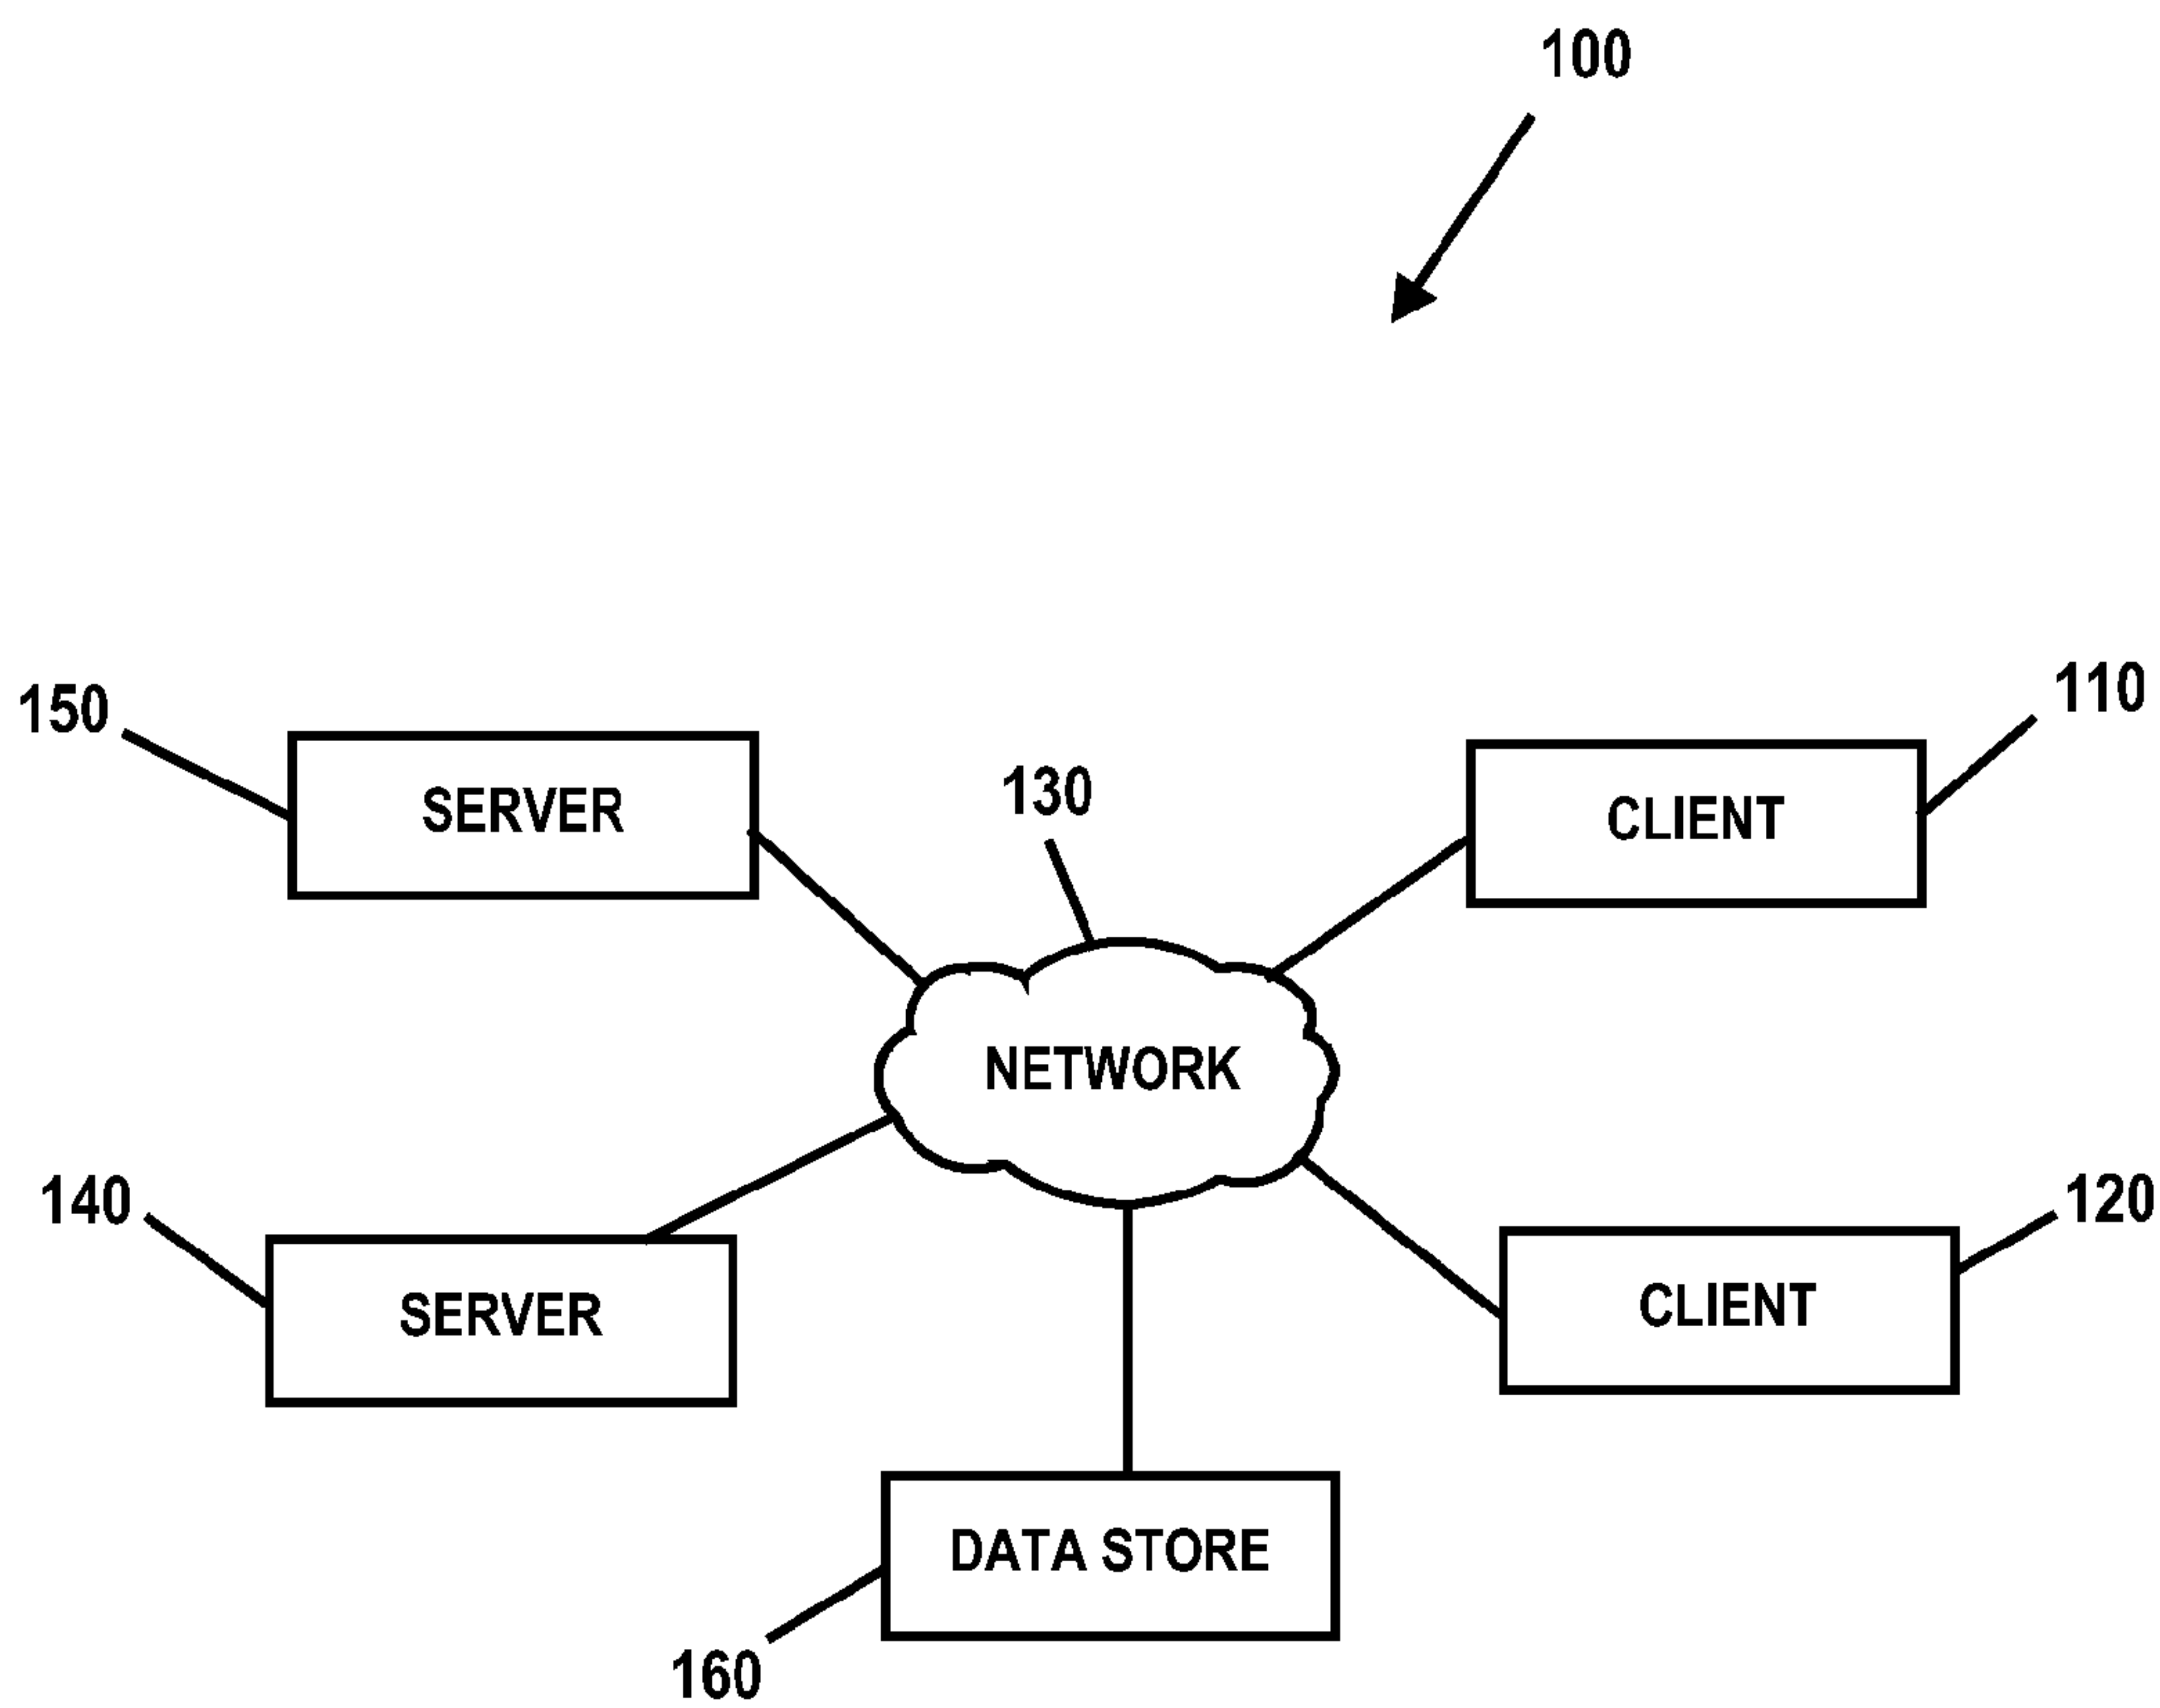 100
150
110
SERVER
130
CLIENT
NETWORK
140
120
SERVER
CLIENT
DATA STORE
160